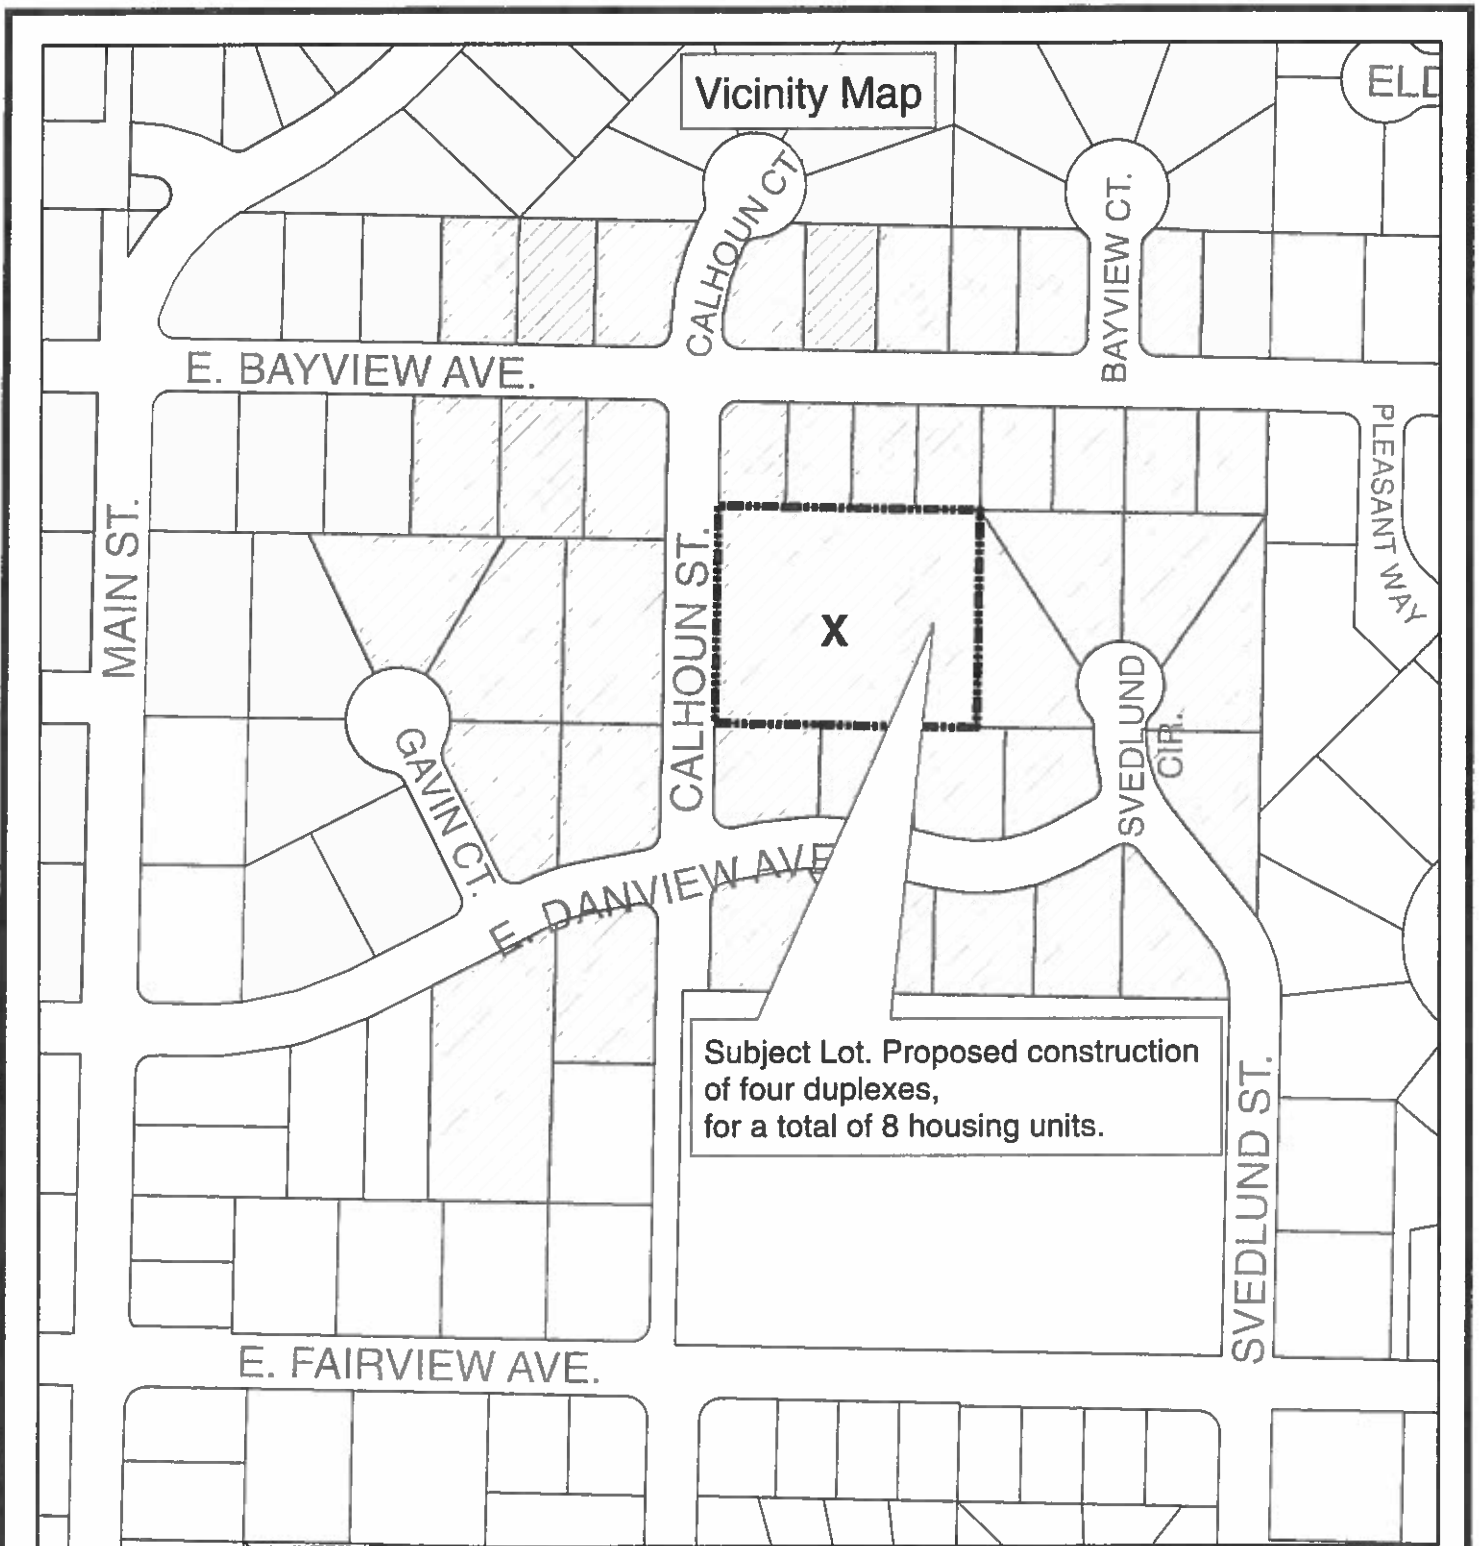 Vicinity Map
ELD
CALHOUN CT
BAYVIEW CT.
E. BAYVIEW AVE.
PLEASANT WAY
MAIN ST.
CALHOUN ST.
X
SVEDLUND
CIR.
GAVIN CT.
E. DANVIEW AVE
Subject Lot. Proposed construction
of four duplexes,
for a total of 8 housing units.
SVEDLUND ST.
E. FAIRVIEW AVE.